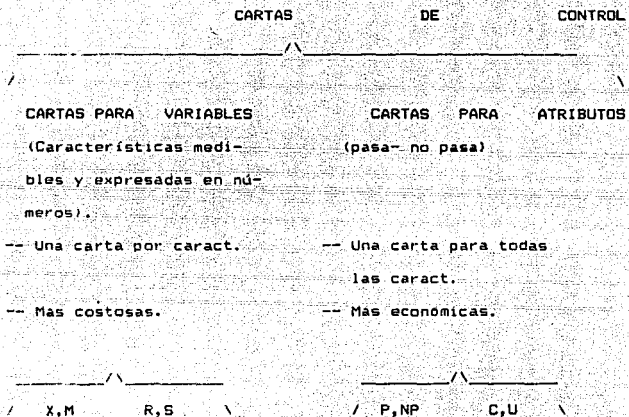 CARTAS DE CONTROL
CARTAS PARA VARIABLES
(Características medi-
bles y expresadas en nú-
meros).
-- Una carta por caract.
-- Mas costosas.
CARTAS PARA ATRIBUTOS
(pasa- no pasa)
-- Una carta para todas
las caract.
-- Más económicas.
X,M R,S
P,NP C,U